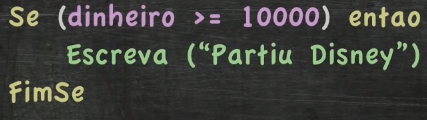 Se (dinheiro >= 10000) entao
Escreva (“Partiu Disney”)
FimSe